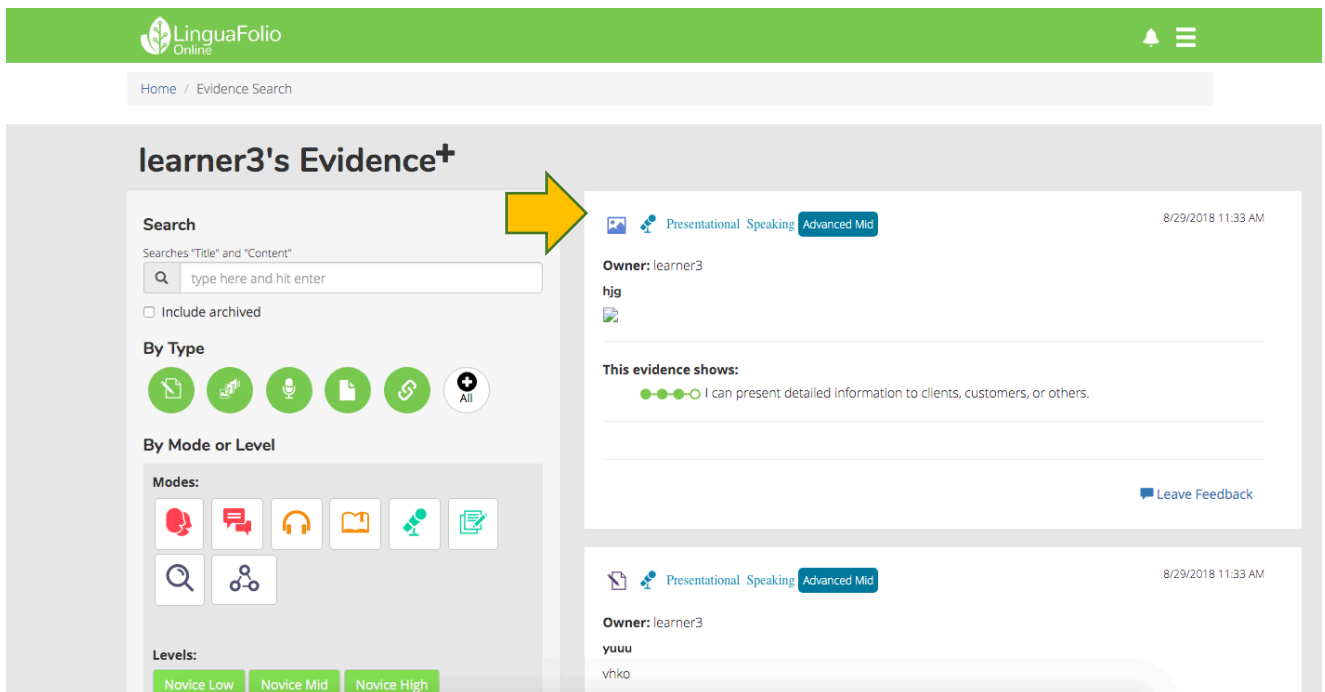 LinguaFolio
Online
Home / Evidence Search
learner3's Evidence+
Search
Searches "Title" and "Content"
type here and hit enter
Include archived
By Type
All
By Mode or Level
Modes:
Levels:
Novice Low Novice Mid Novice High
Presentational Speaking Advanced Mid 8/29/2018 11:33 AM
Owner: learner3
hjg
This evidence shows:
I can present detailed information to clients, customers, or others.
Leave Feedback
Presentational Speaking Advanced Mid 8/29/2018 11:33 AM
Owner: learner3
yuuu
vhko